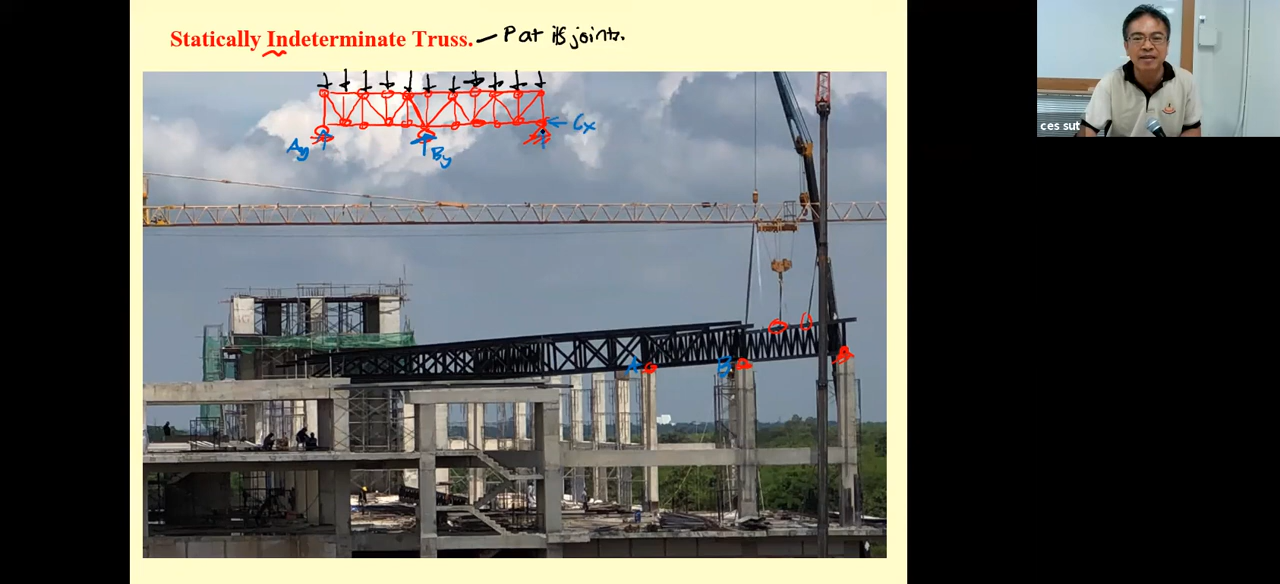 Statically Indeterminate Truss. – P at its joints.
Ay
By
Cx
A
B
ces sut